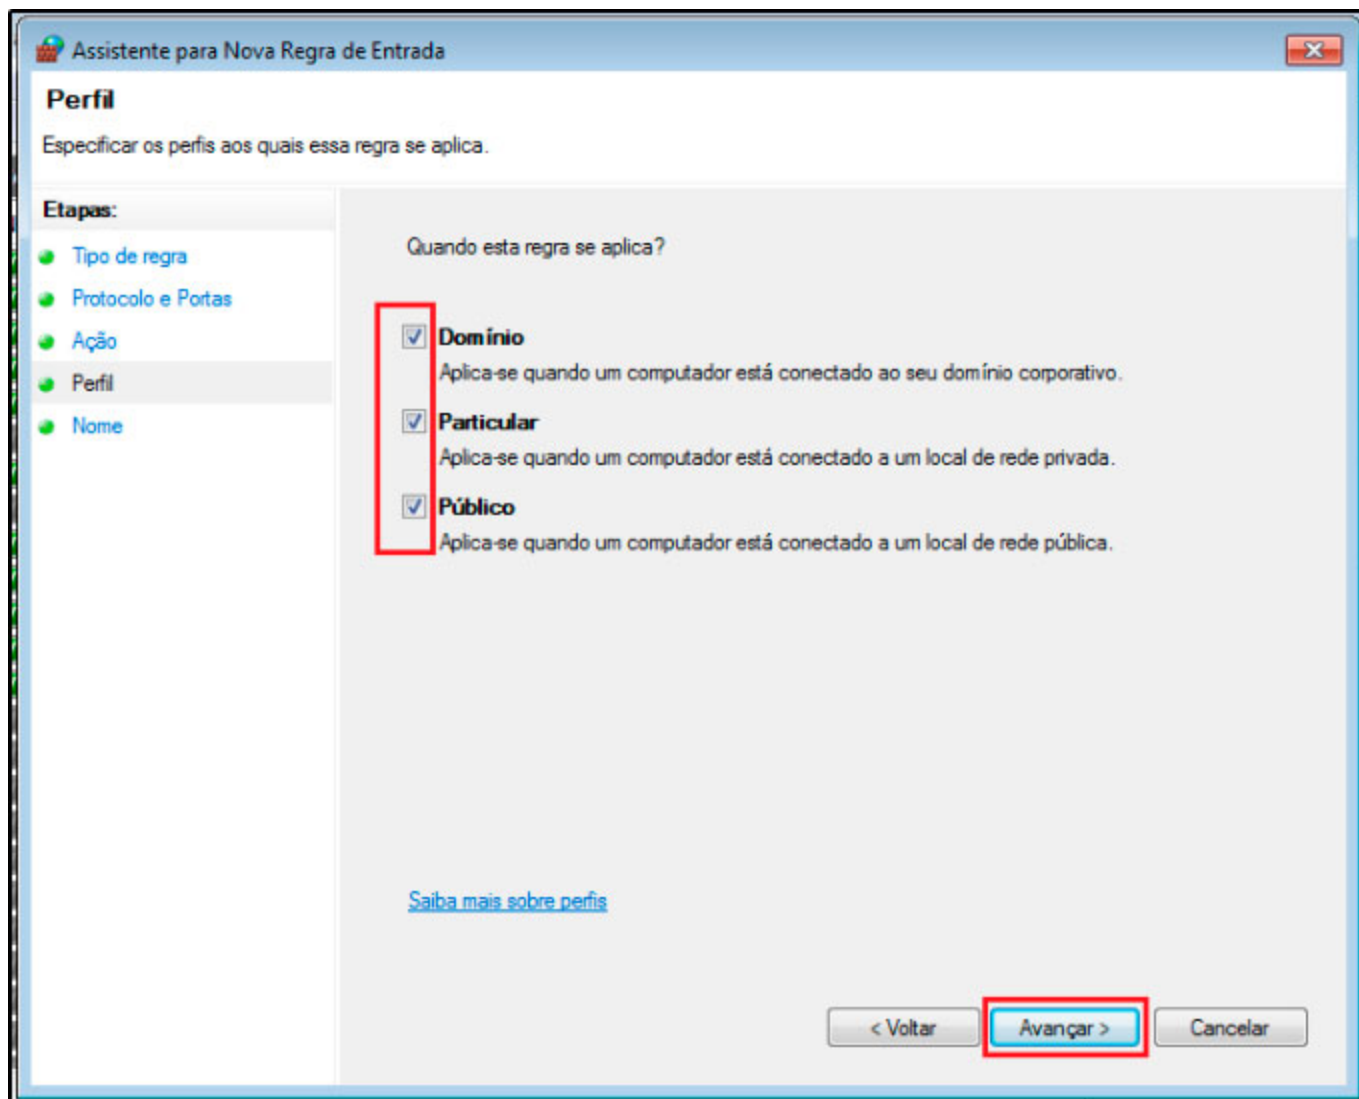 Assistente para Nova Regra de Entrada
Perfil
Especificar os perfis aos quais essa regra se aplica.
Etapas:
Tipo de regra
Protocolo e Portas
Ação
Perfil
Nome
Quando esta regra se aplica?
Domínio
Aplica-se quando um computador está conectado ao seu domínio corporativo.
Particular
Aplica-se quando um computador está conectado a um local de rede privada.
Público
Aplica-se quando um computador está conectado a um local de rede pública.
Saiba mais sobre perfis
< Voltar
Avançar >
Cancelar